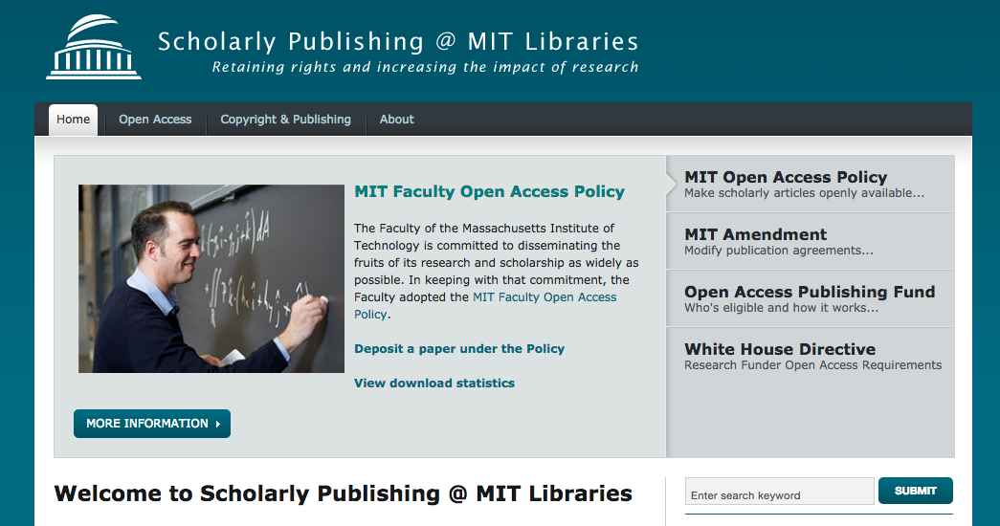 Scholarly Publishing @ MIT Libraries
Retaining rights and increasing the impact of research
Home
Open Access
Copyright & Publishing
About
MIT Faculty Open Access Policy
The Faculty of the Massachusetts Institute of
Technology is committed to disseminating the
fruits of its research and scholarship as widely as
possible. In keeping with that commitment, the
Faculty adopted the MIT Faculty Open Access
Policy.
Deposit a paper under the Policy
View download statistics
MORE INFORMATION
MIT Open Access Policy
Make scholarly articles openly available...
MIT Amendment
Modify publication agreements...
Open Access Publishing Fund
Who's eligible and how it works...
White House Directive
Research Funder Open Access Requirements
Welcome to Scholarly Publishing @ MIT Libraries
Enter search keyword
SUBMIT